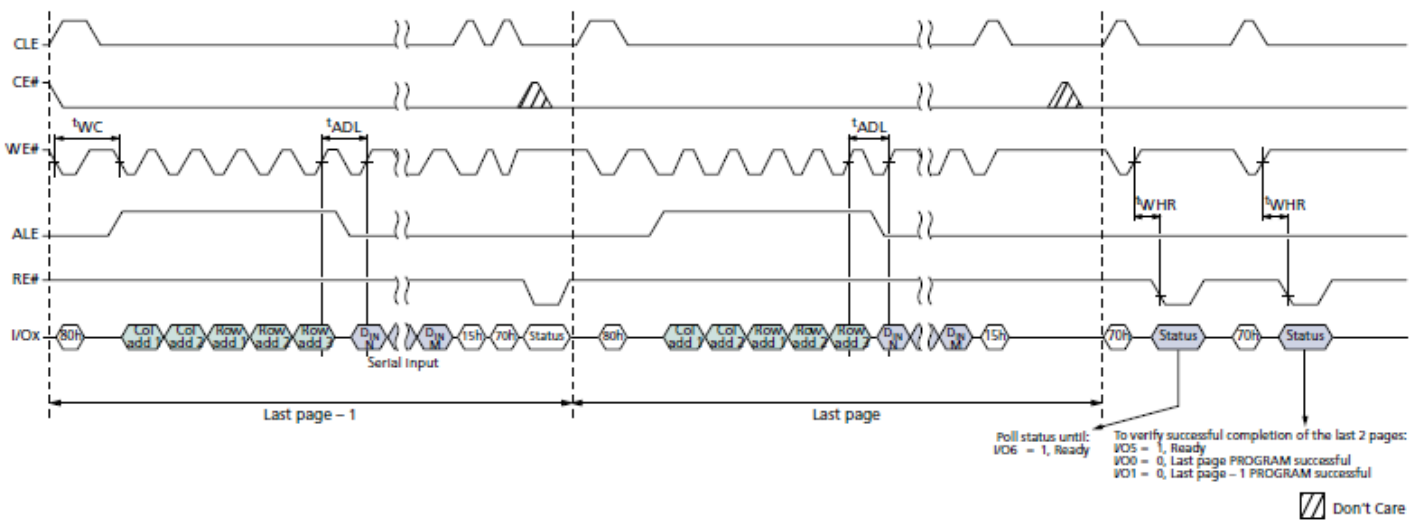 CLE
CE#
tWC
tADL
tADL
WE#
tWHR
tWHR
ALE
RE#
I/Ox
80h
Col add 1
Col add 2
Row add 1
Row add 2
Row add 3
DIN N
DIN M
15h
70h
Status
80h
Col add 1
Col add 2
Row add 1
Row add 2
Row add 3
DIN N
DIN M
15h
70h
Status
70h
Status
Serial input
Last page – 1
Last page
Poll status until:
I/O6 = 1, Ready
To verify successful completion of the last 2 pages:
I/O5 = 1, Ready
I/O0 = 0, Last page PROGRAM successful
I/O1 = 0, Last page – 1 PROGRAM successful
Don't Care